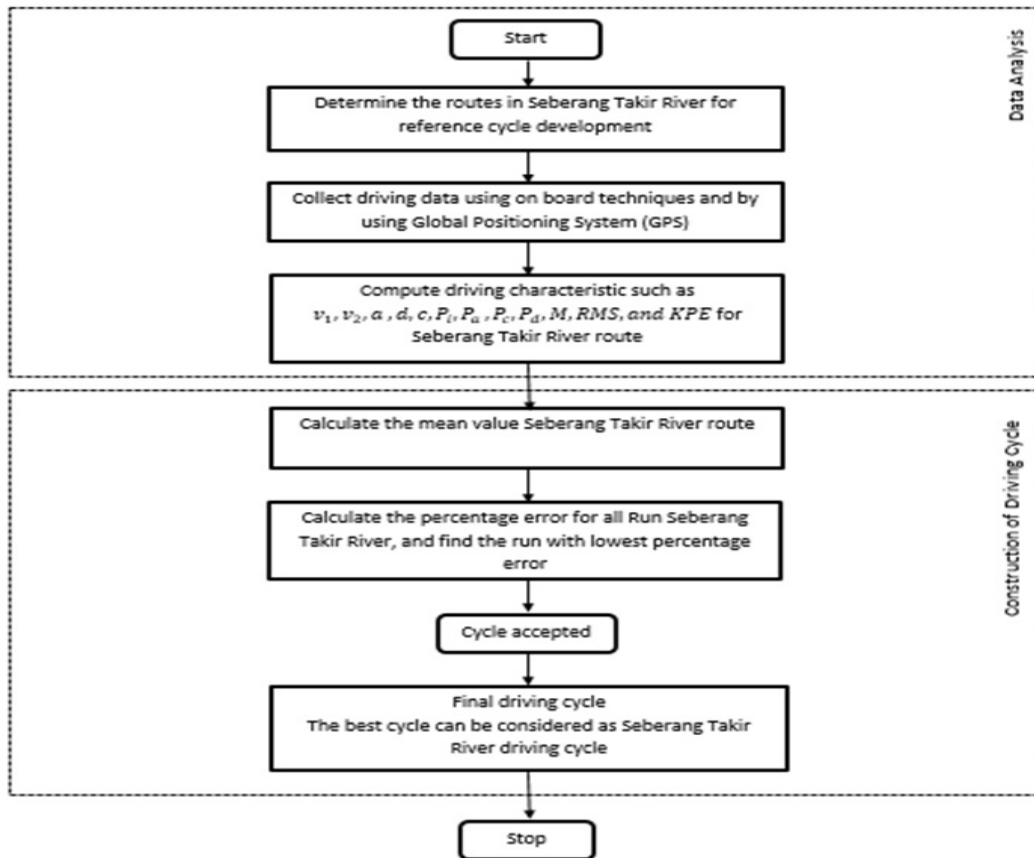 Start
Determine the routes in Seberang Takir River for
reference cycle development
Collect driving data using on board techniques and by
using Global Positioning System (GPS)
Compute driving characteristic such as
v₁, v₂, a , d, c, Pᵢ, Pₐ , P_c, P_d, M, RMS, and KPE for
Seberang Takir River route
Data Analysis
Calculate the mean value Seberang Takir River route
Calculate the percentage error for all Run Seberang
Takir River, and find the run with lowest percentage
error
Cycle accepted
Final driving cycle
The best cycle can be considered as Seberang Takir
River driving cycle
Construction of Driving Cycle
Stop